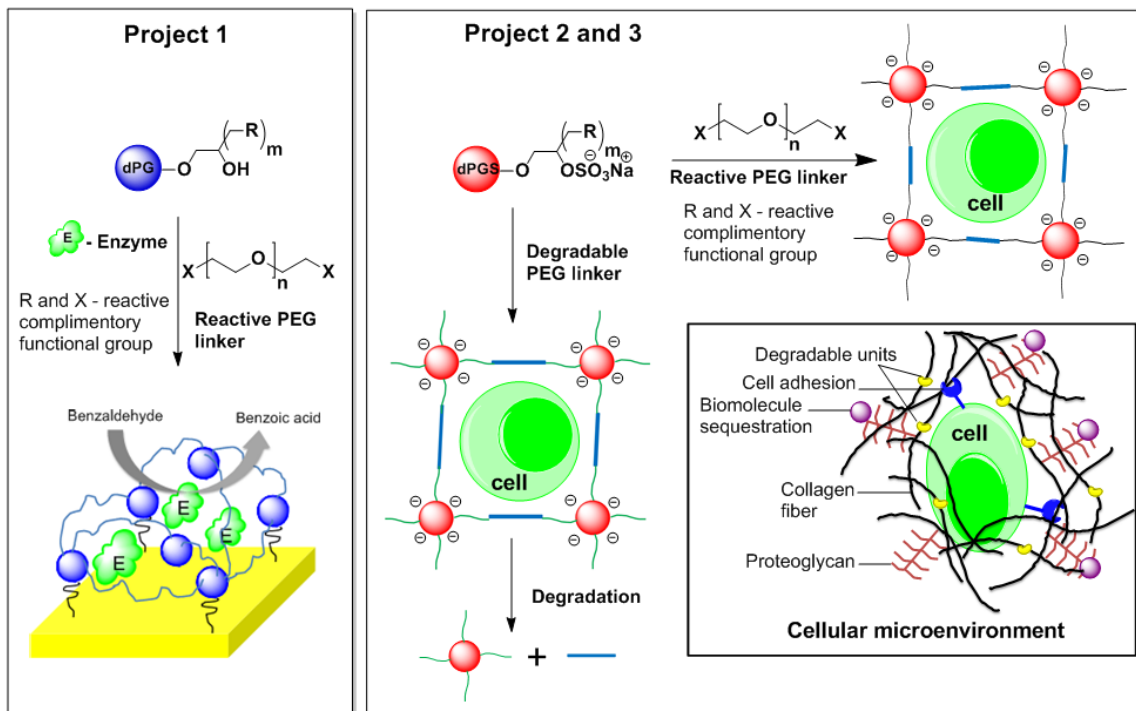 Project 1
dPG
O
OH
R
m
E
- Enzyme
X
O
n
X
R and X - reactive
complimentory
functional group
Reactive PEG
linker
Benzaldehyde
Benzoic acid
E
E
E
Project 2 and 3
dPGS
O
R
m
⊖ ⊕
OSO3Na
Degradable
PEG linker
X
O
n
X
Reactive PEG linker
R and X - reactive
complimentory
functional group
cell
cell
Degradation
+
Degradable units
Cell adhesion
Biomolecule
sequestration
cell
Collagen
fiber
Proteoglycan
Cellular microenvironment